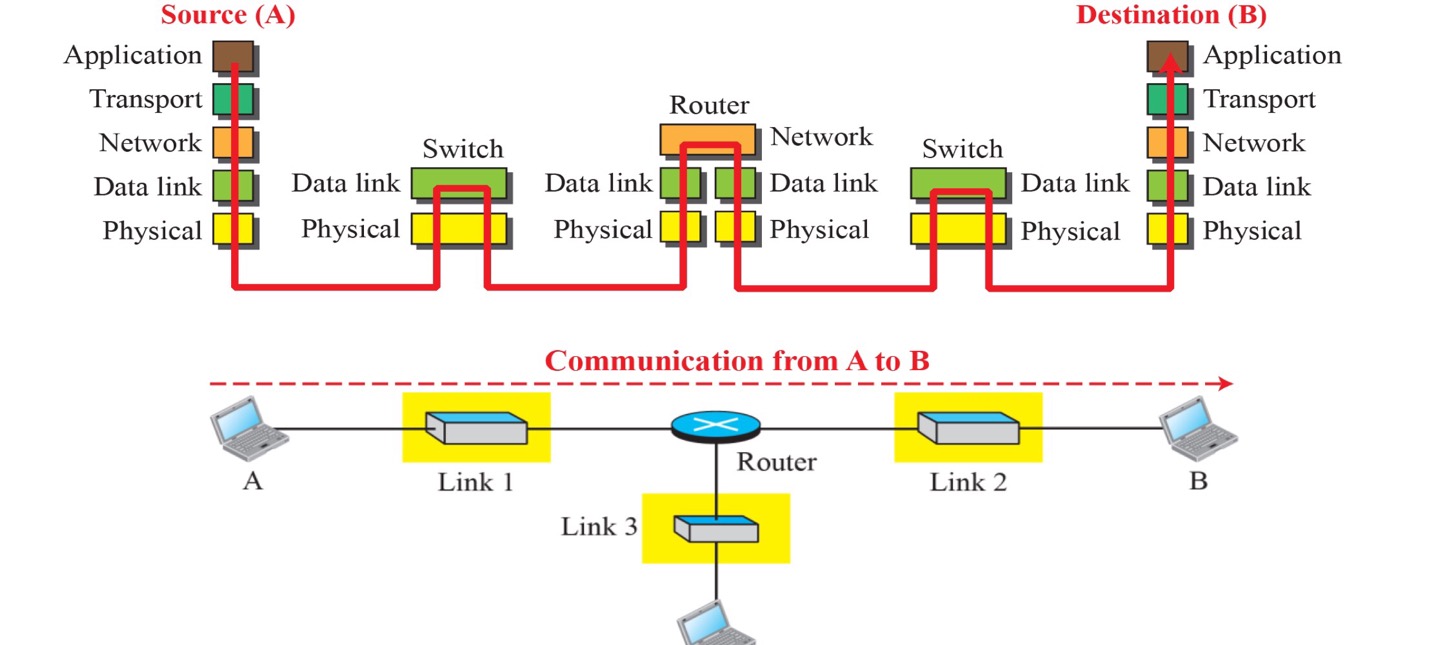 Source (A)
Destination (B)
Application
Transport
Network
Data link
Physical
Switch
Data link
Physical
Router
Network
Data link
Data link
Physical
Physical
Switch
Data link
Physical
Application
Transport
Network
Data link
Physical
Communication from A to B
A
Link 1
Router
Link 2
B
Link 3